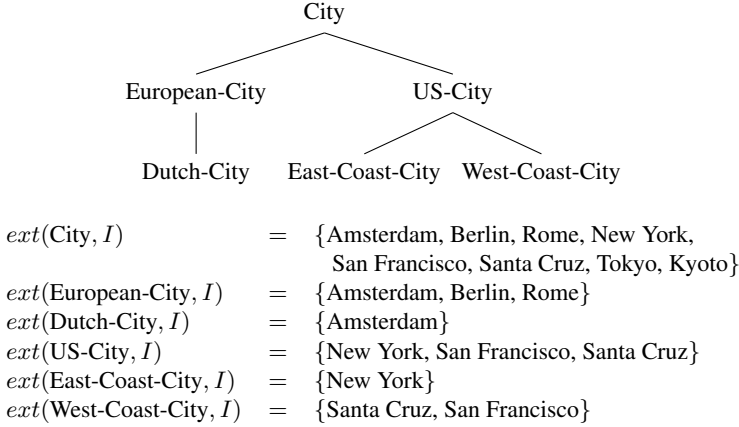 City
European-City US-City
Dutch-City East-Coast-City West-Coast-City
ext(City, I) = {Amsterdam, Berlin, Rome, New York,
San Francisco, Santa Cruz, Tokyo, Kyoto}
ext(European-City, I) = {Amsterdam, Berlin, Rome}
ext(Dutch-City, I) = {Amsterdam}
ext(US-City, I) = {New York, San Francisco, Santa Cruz}
ext(East-Coast-City, I) = {New York}
ext(West-Coast-City, I) = {Santa Cruz, San Francisco}